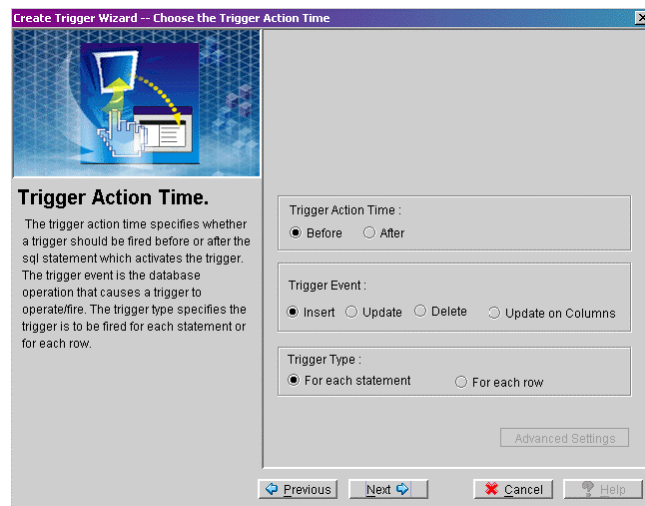 Create Trigger Wizard -- Choose the Trigger Action Time
Trigger Action Time.
The trigger action time specifies whether
a trigger should be fired before or after the
sql statement which activates the trigger.
The trigger event is the database
operation that causes a trigger to
operate/fire. The trigger type specifies the
trigger is to be fired for each statement or
for each row.
Trigger Action Time :
Before After
Trigger Event :
Insert Update Delete Update on Columns
Trigger Type :
For each statement For each row
Advanced Settings
Previous Next Cancel Help